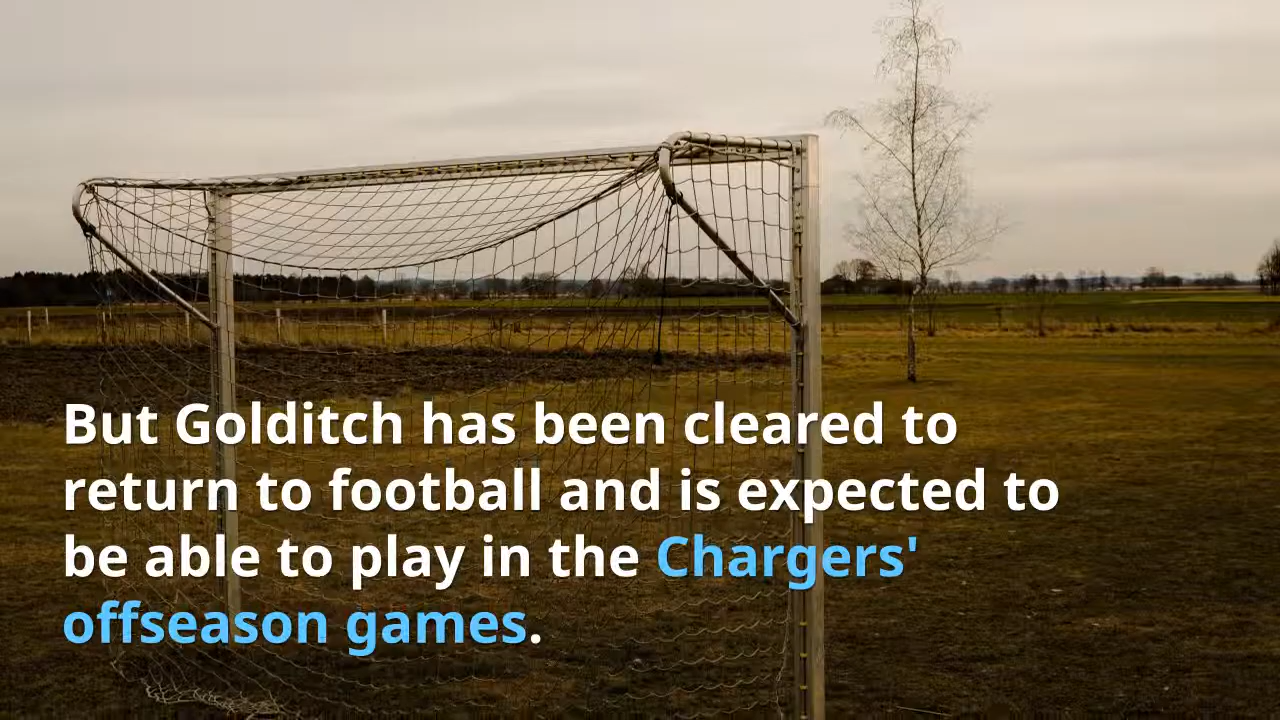 But Golditch has been cleared to
return to football and is expected to
be able to play in the Chargers'
offseason games.